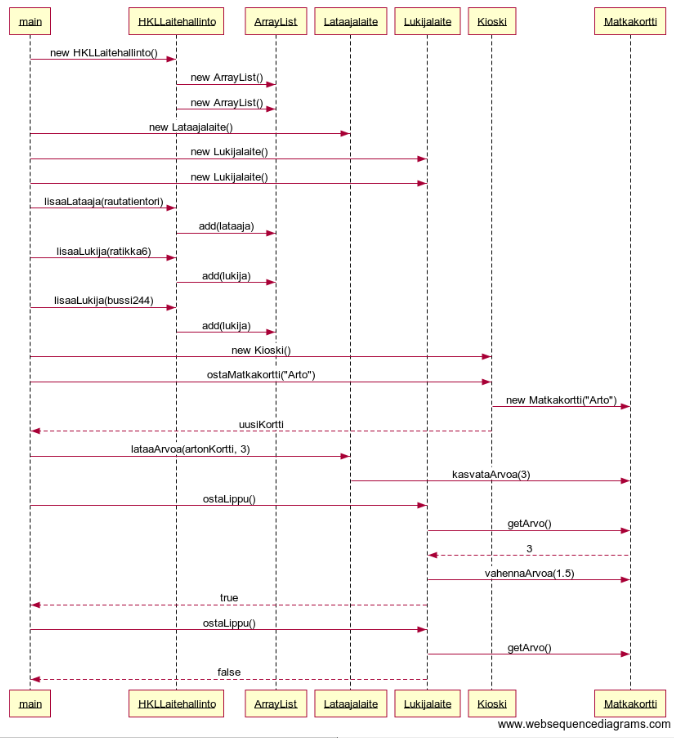 main HKLLaitehallinto ArrayList Lataajalaite Lukijalaite Kioski Matkakortti
new HKLLaitehallinto()
new ArrayList()
new ArrayList()
new Lataajalaite()
new Lukijalaite()
new Lukijalaite()
lisaaLataaja(rautatientori)
add(lataaja)
lisaaLukija(ratikka6)
add(lukija)
lisaaLukija(bussi244)
add(lukija)
new Kioski()
ostaMatkakortti("Arto")
new Matkakortti("Arto")
uusiKortti
lataaArvoa(artonKortti, 3)
kasvataArvoa(3)
ostaLippu()
getArvo()
3
vahennaArvoa(1.5)
true
ostaLippu()
getArvo()
false
main HKLLaitehallinto ArrayList Lataajalaite Lukijalaite Kioski Matkakortti
www.websequencediagrams.com